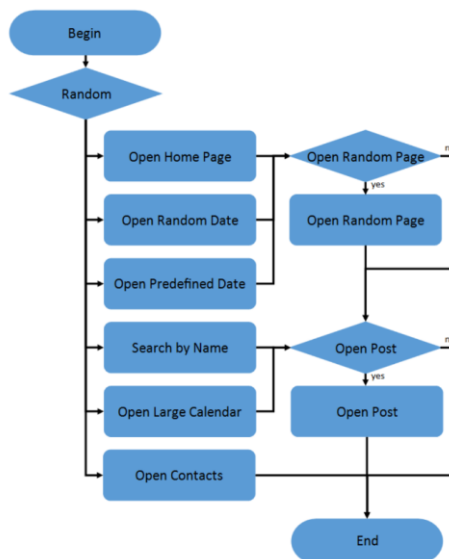 Begin
Random
Open Home Page
Open Random Page
yes
Open Random Date
Open Random Page
Open Predefined Date
Search by Name
Open Post
yes
Open Large Calendar
Open Post
Open Contacts
End